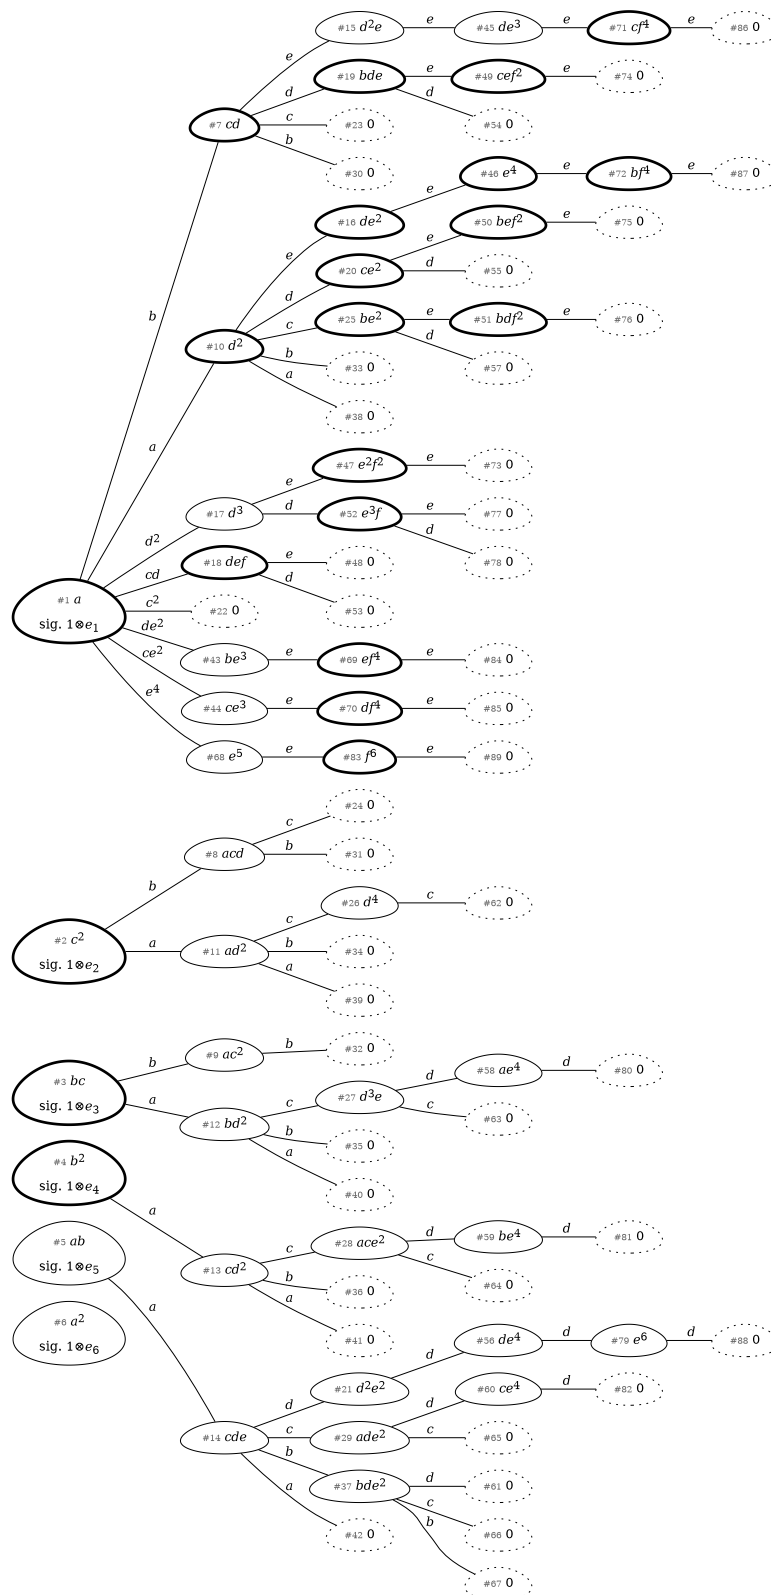 e
e
e
#15 d²e
#45 de³
#71 cf⁴
#86 0
e
d
e
e
#19 bde
#49 cef²
#74 0
#7 cd
c
d
#23 0
#54 0
b
#30 0
e
e
e
#46 e⁴
#72 bf⁴
#87 0
#16 de²
e
e
#50 bef²
#75 0
e
d
d
#20 ce²
#55 0
b
c
e
e
#25 be²
#51 bdf²
#76 0
#10 d²
b
d
#33 0
#57 0
a
#38 0
a
e
e
#47 e²f²
#73 0
#17 d³
d
e
#52 e³f
#77 0
d²
d
e
#18 def
#48 0
#78 0
cd
d
#1 a
sig. 1⊗e₁
c²
#22 0
#53 0
de²
e
e
#43 be³
#69 ef⁴
#84 0
ce²
e
e
#44 ce³
#70 df⁴
#85 0
e⁴
e
e
#68 e⁵
#83 f⁶
#89 0
#24 0
c
b
#8 acd
#31 0
b
c
#26 d⁴
#62 0
c
#2 c²
sig. 1⊗e₂
a
b
#11 ad²
#34 0
a
#39 0
b
#32 0
#9 ac²
b
d
#58 ae⁴
#80 0
d
#3 bc
sig. 1⊗e₃
a
c
#27 d³e
c
#63 0
#12 bd²
b
#35 0
a
#40 0
#4 b²
sig. 1⊗e₄
a
c
#28 ace²
d
d
#59 be⁴
#81 0
#13 cd²
b
c
#36 0
#64 0
a
#41 0
#5 ab
sig. 1⊗e₅
a
#6 a²
sig. 1⊗e₆
d
d
d
#56 de⁴
#79 e⁶
#88 0
#21 d²e²
d
d
d
#60 ce⁴
#82 0
#14 cde
c
c
#29 ade²
#65 0
b
d
#37 bde²
#61 0
c
a
b
#42 0
#66 0
#67 0